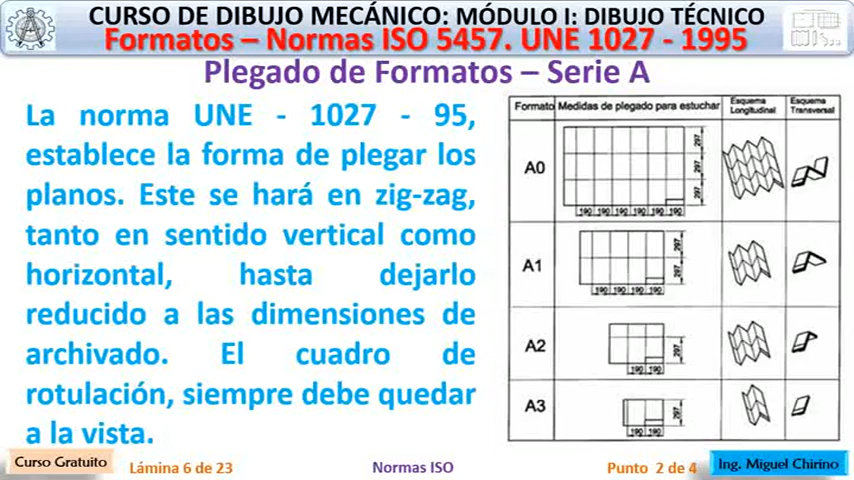 CURSO DE DIBUJO MECÁNICO: MÓDULO I: DIBUJO TÉCNICO
Formatos – Normas ISO 5457. UNE 1027 - 1995
Plegado de Formatos – Serie A
La norma UNE - 1027 - 95,
establece la forma de plegar los
planos. Este se hará en zig-zag,
tanto en sentido vertical como
horizontal, hasta dejarlo
reducido a las dimensiones de
archivado. El cuadro de
rotulación, siempre debe quedar
a la vista.
Formato Medidas de plegado para estuchar Esquema Longitudinal Esquema Transversal
A0
297
297
297
190 190 190 190 190 190
A1
297
297
190 190 190 190
A2
297
190 190
A3
297
190 190
Curso Gratuito
Lámina 6 de 23
Normas ISO
Punto 2 de 4
Ing. Miguel Chirino